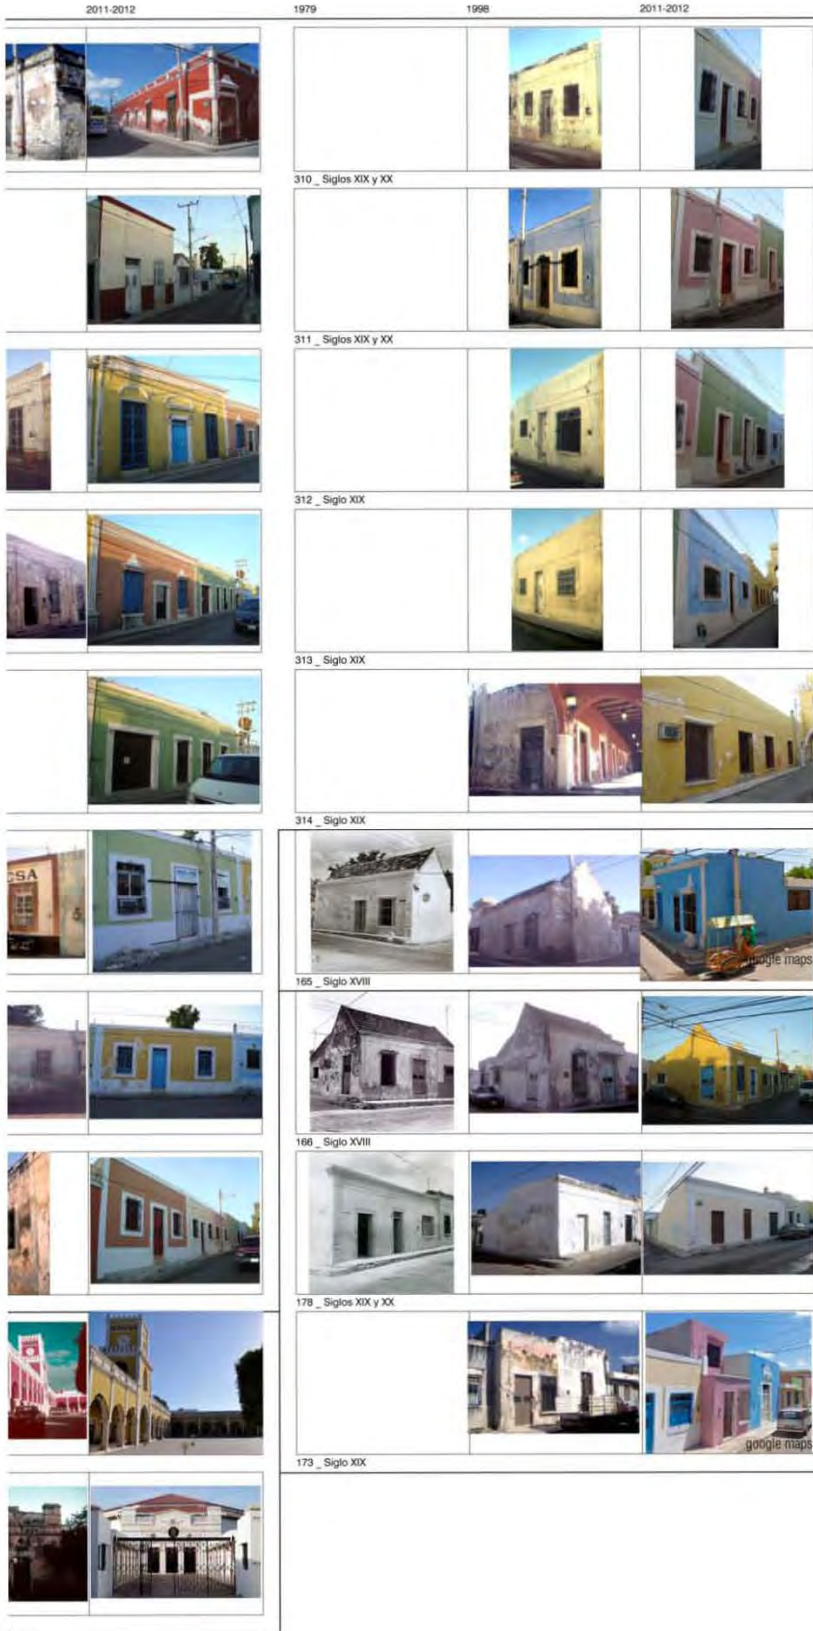 2011-2012 1979 1998 2011-2012
310 _ Siglos XIX y XX
311 _ Siglos XIX y XX
312 _ Siglo XIX
313 _ Siglo XIX
314 _ Siglo XIX
CSA
google maps
165 _ Siglo XVIII
166 _ Siglo XVIII
178 _ Siglos XIX y XX
google maps
173 _ Siglo XIX